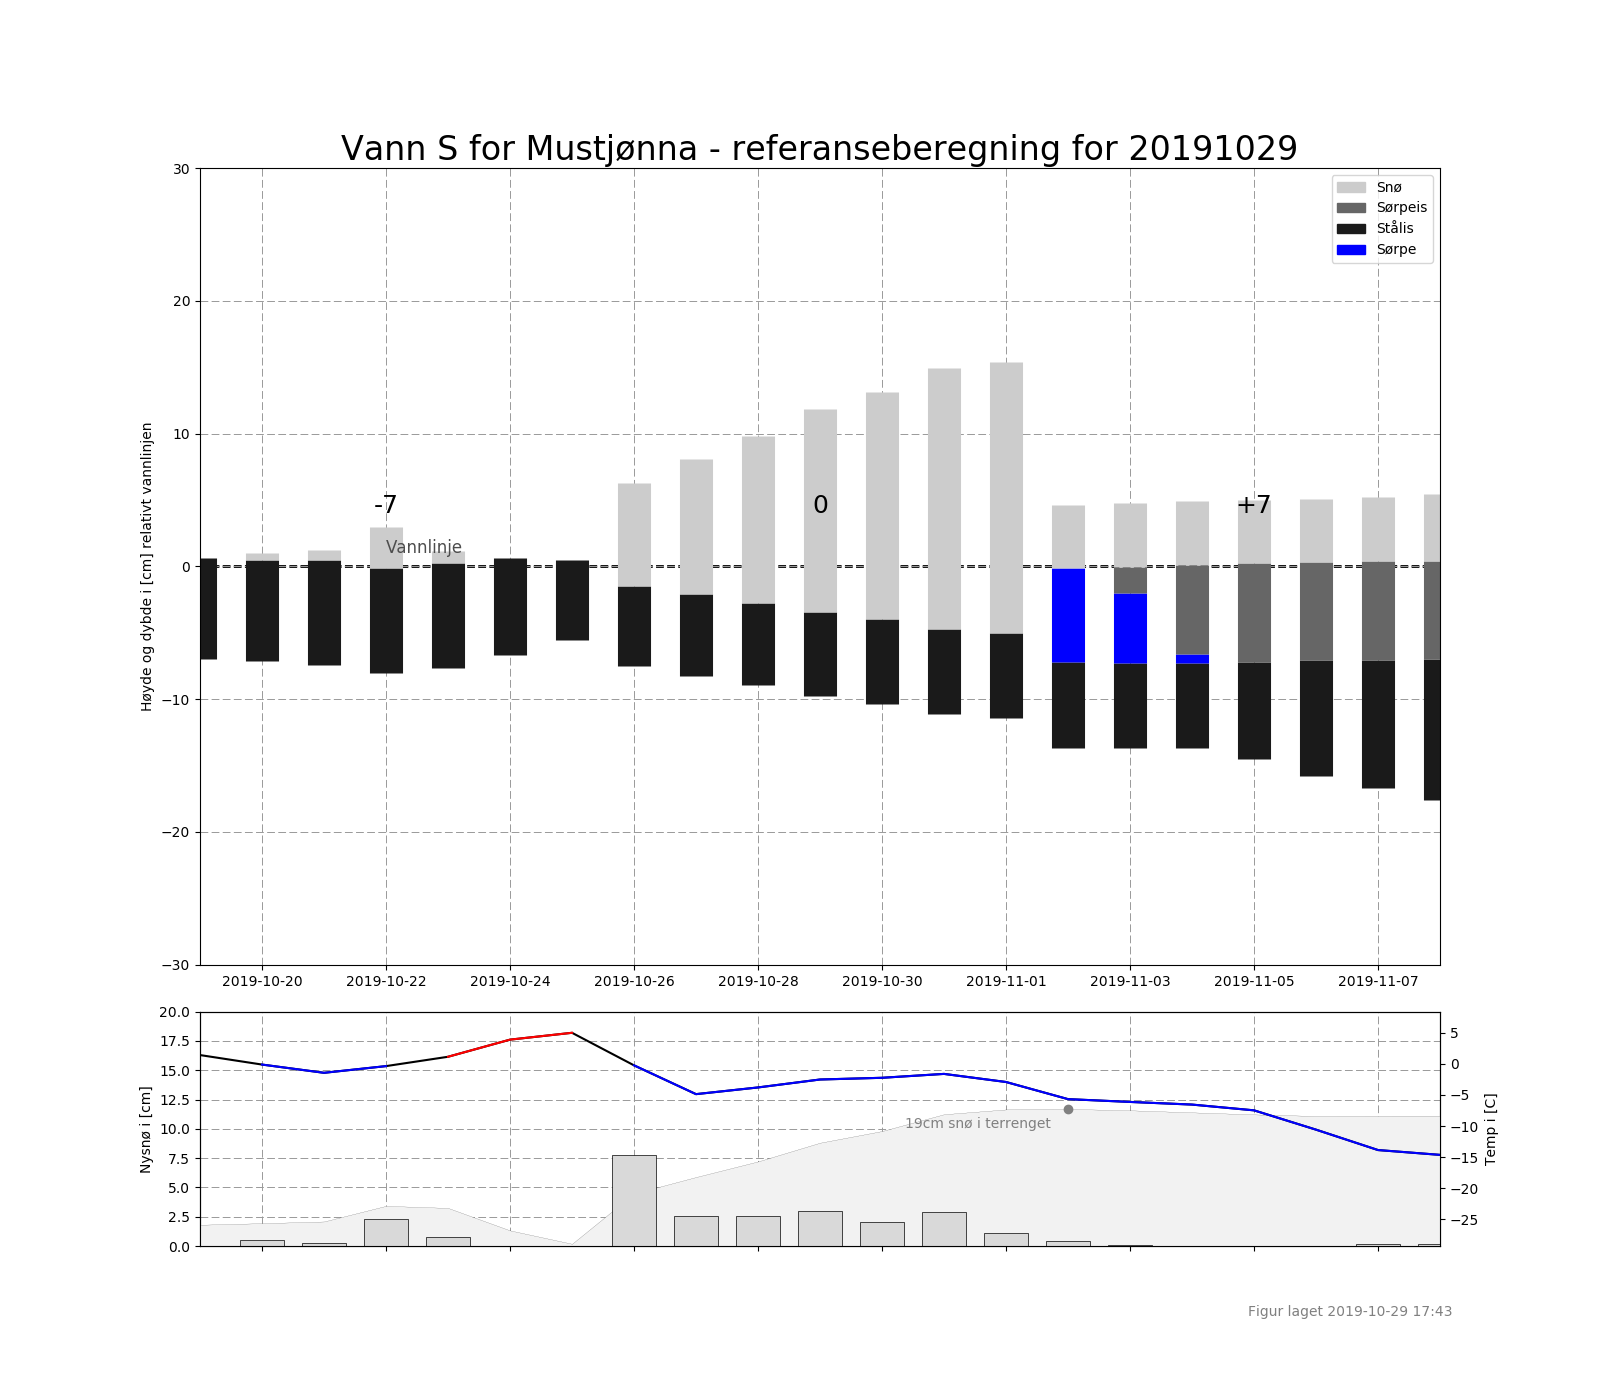 Vann S for Mustjønna - referanseberegning for 20191029
Snø
Sørpeis
Stålis
Sørpe
Høyde og dybde i [cm] relativt vannlinjen
30
20
10
0
−10
−20
−30
-7
0
+7
Vannlinje
2019-10-20 2019-10-22 2019-10-24 2019-10-26 2019-10-28 2019-10-30 2019-11-01 2019-11-03 2019-11-05 2019-11-07
Nysnø i [cm]
20.0
17.5
15.0
12.5
10.0
7.5
5.0
2.5
0.0
19cm snø i terrenget
5
0
−5
−10
−15
−20
−25
Temp i [C]
Figur laget 2019-10-29 17:43